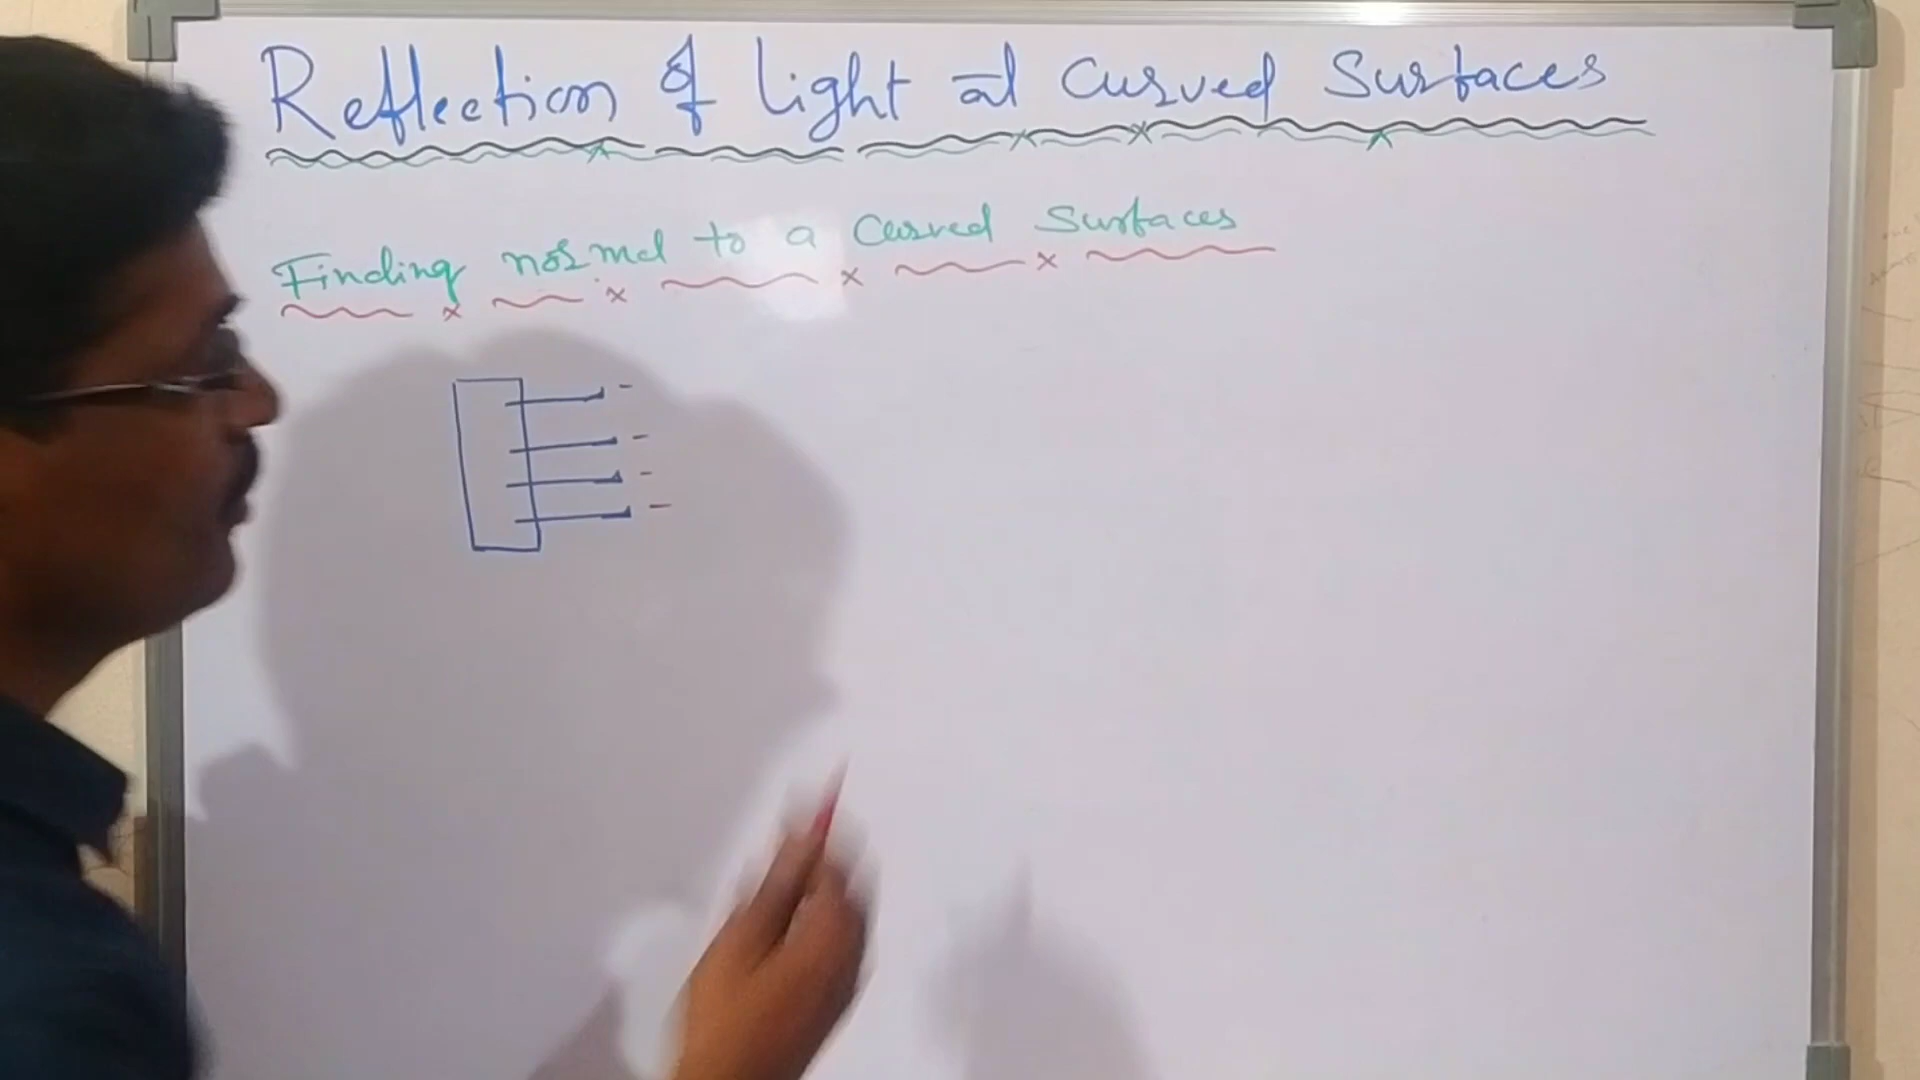 Reflection of light at curved surfaces
Finding normal to a curved surfaces